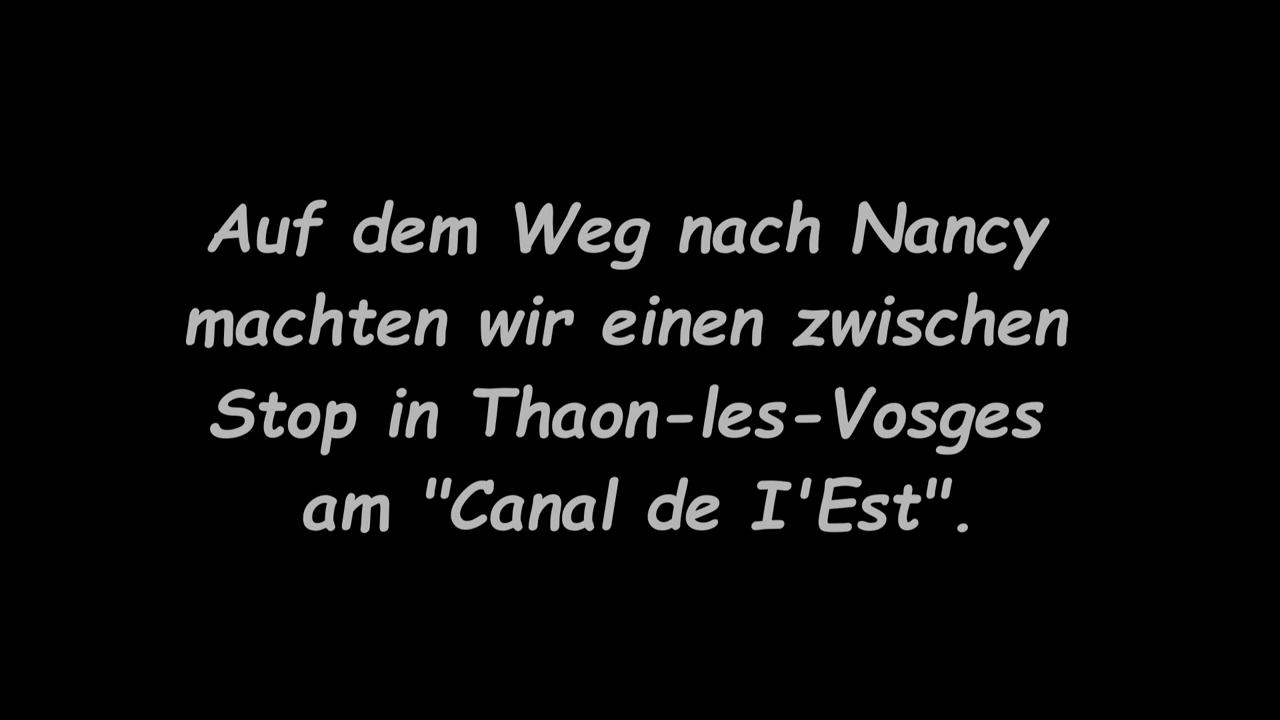 Auf dem Weg nach Nancy
machten wir einen zwischen
Stop in Thaon-les-Vosges
am "Canal de I'Est".